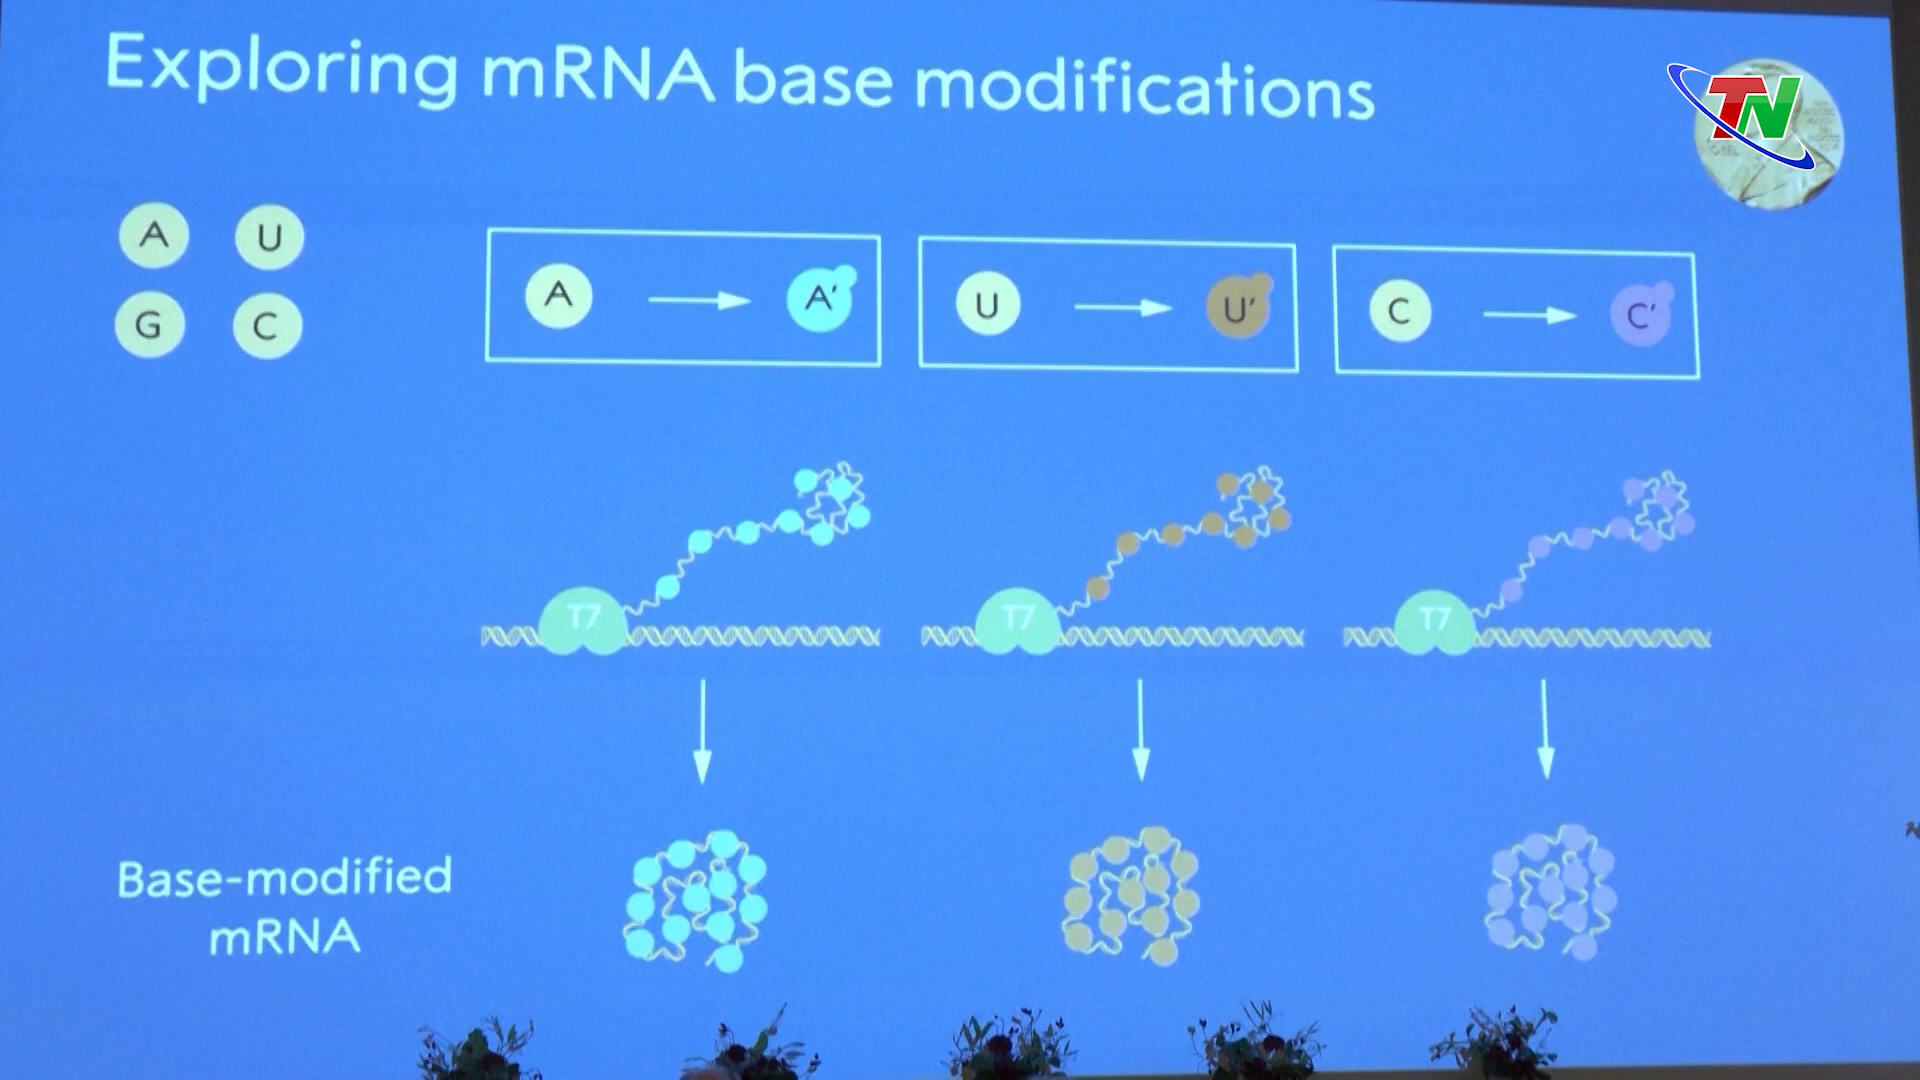 Exploring mRNA base modifications
TN
A U
G C
A A′
U U′
C C′
T7 T7 T7
Base-modified
mRNA